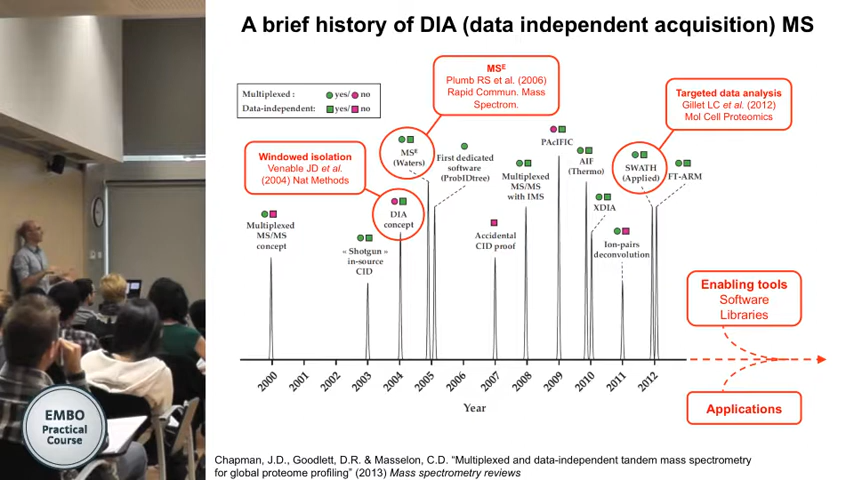 A brief history of DIA (data independent acquisition) MS
MSᴱ
Plumb RS et al. (2006)
Rapid Commun. Mass
Spectrom.
Multiplexed : yes/ no
Data-independent: yes/ no
Targeted data analysis
Gillet LC et al. (2012)
Mol Cell Proteomics
Windowed isolation
Venable JD et al.
(2004) Nat Methods
MSᴱ
(Waters)
First dedicated
software
(ProbIDtree)
PAcIFIC
AIF
(Thermo)
SWATH
(Applied)
FT-ARM
Multiplexed
MS/MS
with IMS
DIA
concept
XDIA
Multiplexed
MS/MS
concept
« Shotgun »
in-source
CID
Accidental
CID proof
Ion-pairs
deconvolution
Enabling tools
Software
Libraries
2000 2001 2002 2003 2004 2005 2006 2007 2008 2009 2010 2011 2012
Year
Applications
EMBO
Practical
Course
Chapman, J.D., Goodlett, D.R. & Masselon, C.D. “Multiplexed and data-independent tandem mass spectrometry
for global proteome profiling” (2013) Mass spectrometry reviews